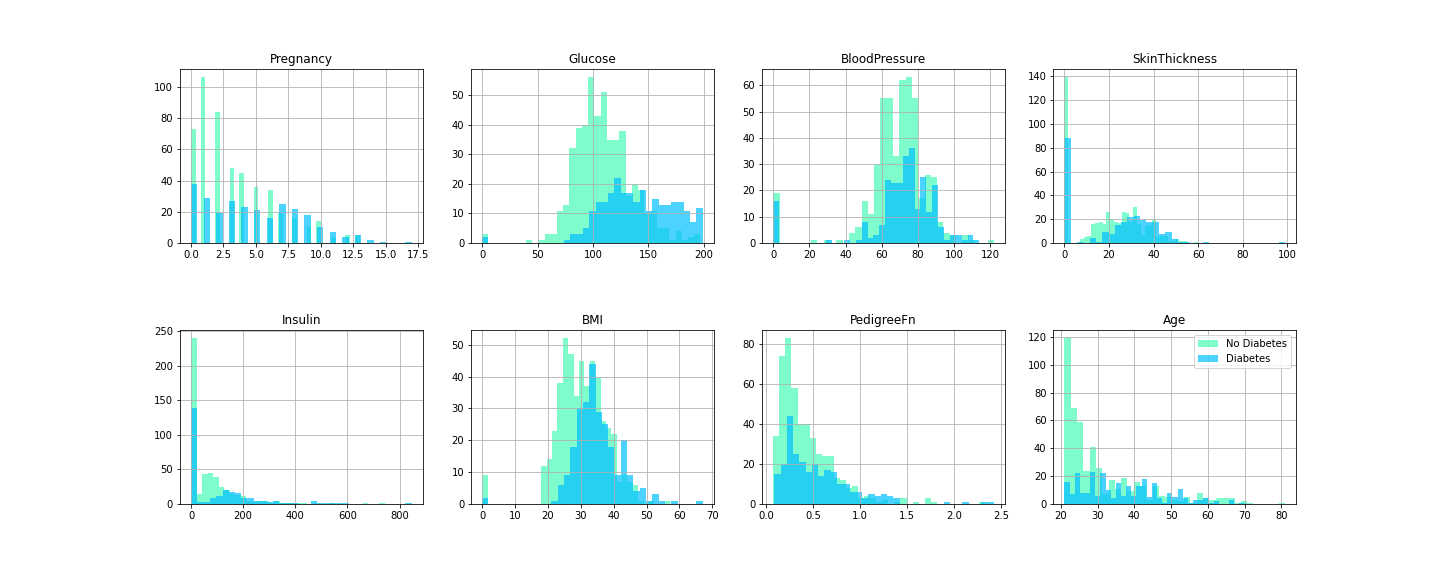 Pregnancy
100
80
60
40
20
0
0.0 2.5 5.0 7.5 10.0 12.5 15.0 17.5
Glucose
50
40
30
20
10
0
0 50 100 150 200
BloodPressure
60
50
40
30
20
10
0
0 20 40 60 80 100 120
SkinThickness
140
120
100
80
60
40
20
0
0 20 40 60 80 100
Insulin
250
200
150
100
50
0
0 200 400 600 800
BMI
50
40
30
20
10
0
0 10 20 30 40 50 60 70
PedigreeFn
80
60
40
20
0
0.0 0.5 1.0 1.5 2.0 2.5
Age
No Diabetes
Diabetes
120
100
80
60
40
20
0
20 30 40 50 60 70 80